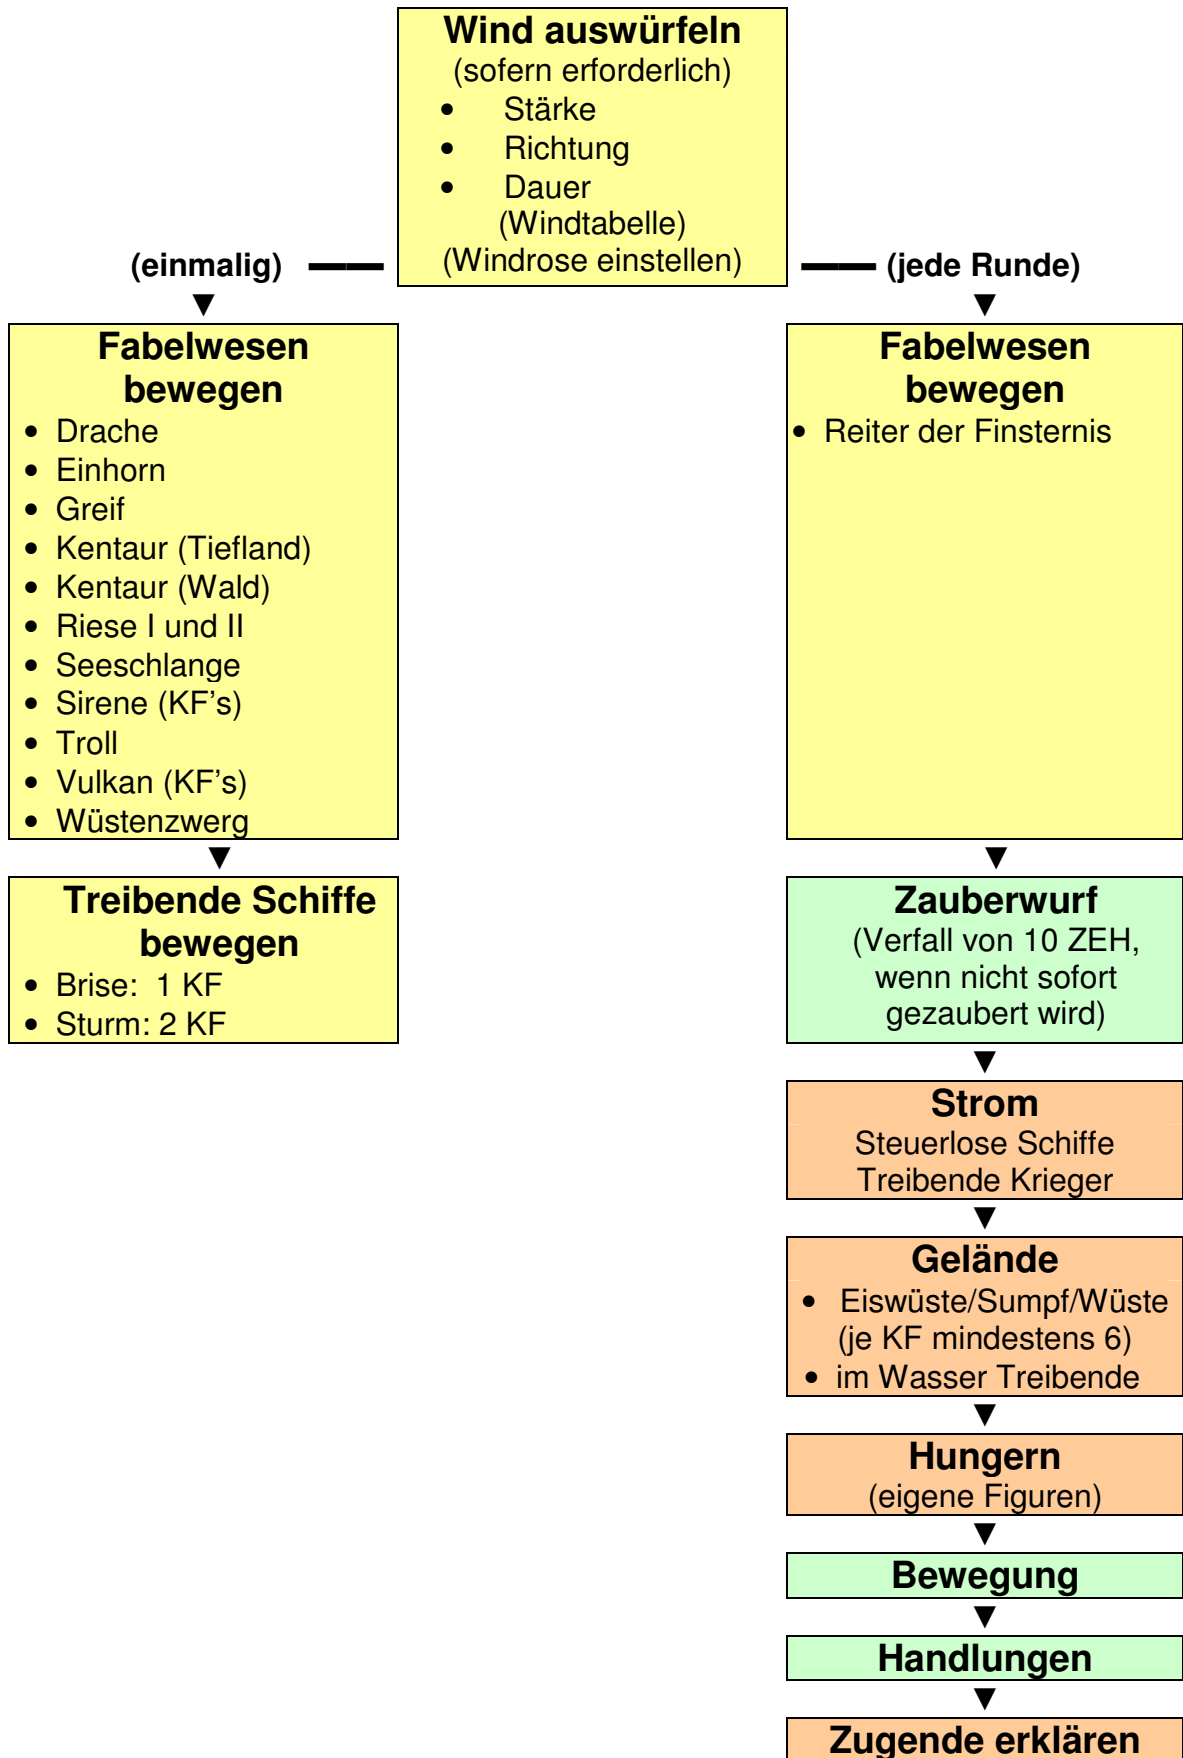 Wind auswürfeln
(sofern erforderlich)
• Stärke
• Richtung
• Dauer
(Windtabelle)
(Windrose einstellen)
(einmalig)
(jede Runde)
Fabelwesen
bewegen
• Drache
• Einhorn
• Greif
• Kentaur (Tiefland)
• Kentaur (Wald)
• Riese I und II
• Seeschlange
• Sirene (KF's)
• Troll
• Vulkan (KF's)
• Wüstenzwerg
Treibende Schiffe
bewegen
• Brise: 1 KF
• Sturm: 2 KF
Fabelwesen
bewegen
• Reiter der Finsternis
Zauberwurf
(Verfall von 10 ZEH,
wenn nicht sofort
gezaubert wird)
Strom
Steuerlose Schiffe
Treibende Krieger
Gelände
• Eiswüste/Sumpf/Wüste
(je KF mindestens 6)
• im Wasser Treibende
Hungern
(eigene Figuren)
Bewegung
Handlungen
Zugende erklären